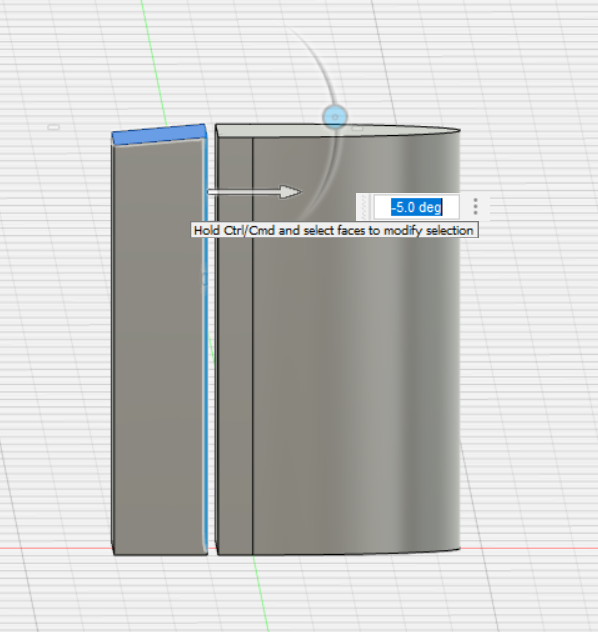 -5.0 deg
Hold Ctrl/Cmd and select faces to modify selection